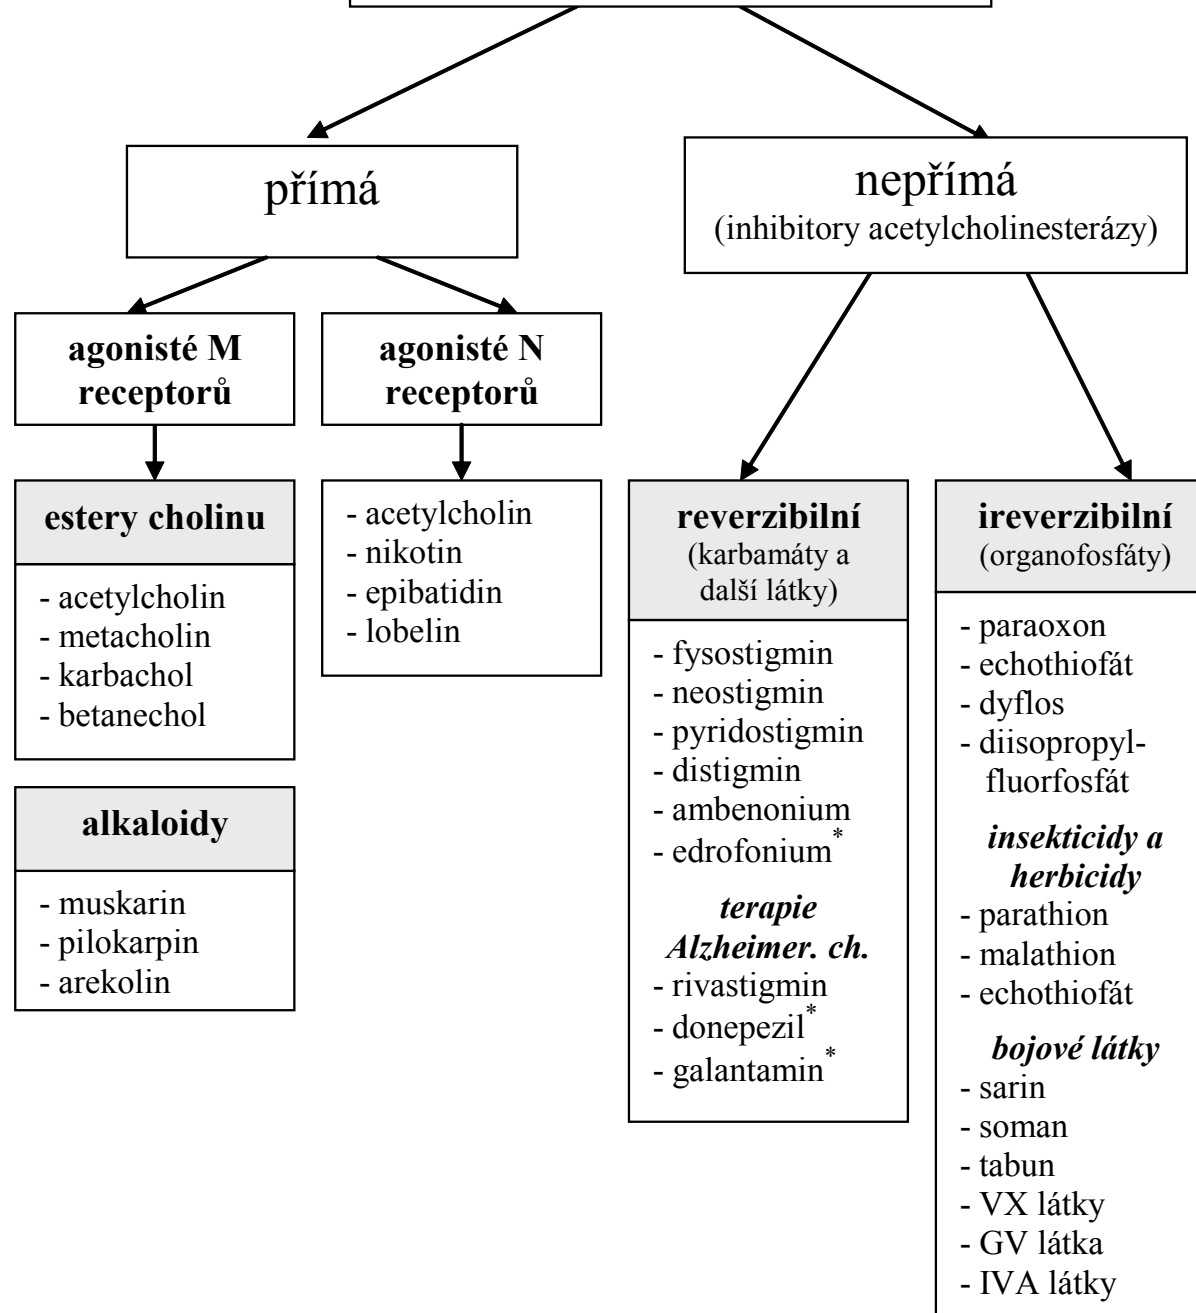 přímá
nepřímá
(inhibitory acetylcholinesterázy)
agonisté M
receptorů
agonisté N
receptorů
estery cholinu
- acetylcholin
- metacholin
- karbachol
- betanechol
alkaloidy
- muskarin
- pilokarpin
- arekolin
- acetylcholin
- nikotin
- epibatidin
- lobelin
reverzibilní
(karbamáty a
další látky)
- fysostigmin
- neostigmin
- pyridostigmin
- distigmin
- ambenonium
- edrofonium*
terapie
Alzheimer. ch.
- rivastigmin
- donepezil*
- galantamin*
ireverzibilní
(organofosfáty)
- paraoxon
- echothiofát
- dyflos
- diisopropyl-
fluorfosfát
insekticidy a
herbicidy
- parathion
- malathion
- echothiofát
bojové látky
- sarin
- soman
- tabun
- VX látky
- GV látka
- IVA látky